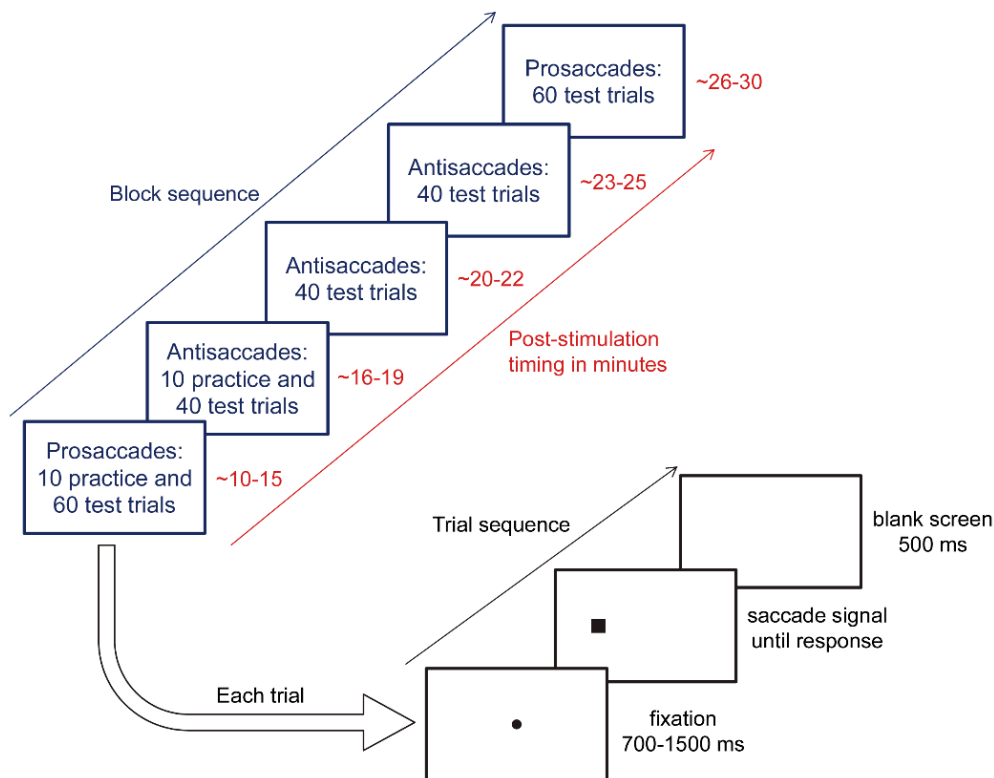 Prosaccades:
60 test trials
~26-30
Antisaccades:
40 test trials
~23-25
Block sequence
Antisaccades:
40 test trials
~20-22
Post-stimulation
timing in minutes
Antisaccades:
10 practice and
40 test trials
~16-19
Prosaccades:
10 practice and
60 test trials
~10-15
Trial sequence
blank screen
500 ms
saccade signal
until response
Each trial
fixation
700-1500 ms